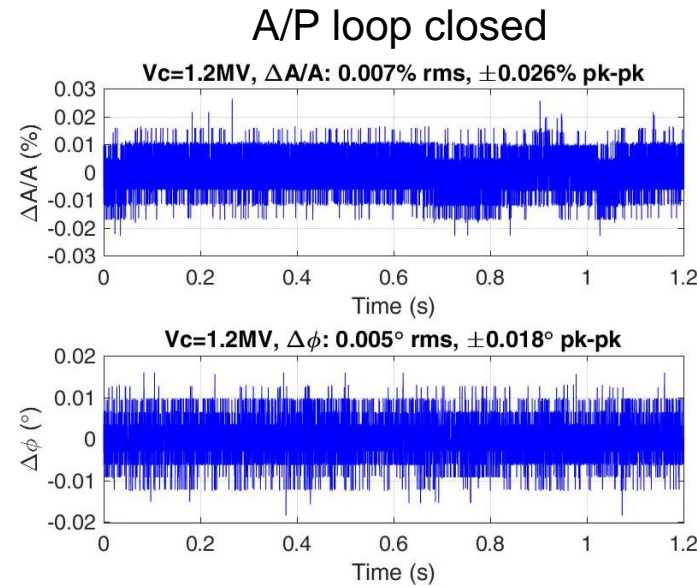 A/P loop closed
Vc=1.2MV, ΔA/A: 0.007% rms, ±0.026% pk-pk
ΔA/A (%)
0.03
0.02
0.01
0
-0.01
-0.02
-0.03
0 0.2 0.4 0.6 0.8 1 1.2
Time (s)
Vc=1.2MV, Δϕ: 0.005° rms, ±0.018° pk-pk
Δϕ (°)
0.02
0.01
0
-0.01
-0.02
0 0.2 0.4 0.6 0.8 1 1.2
Time (s)